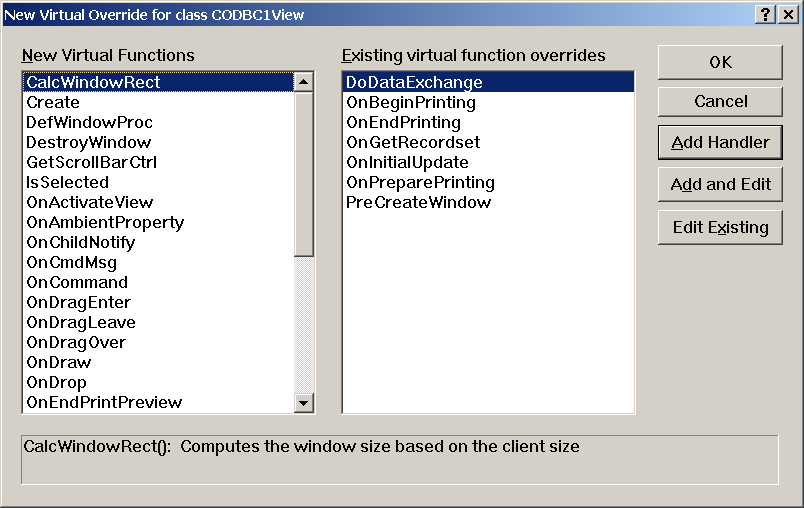 New Virtual Override for class CODBC1View
New Virtual Functions
CalcWindowRect
Create
DefWindowProc
DestroyWindow
GetScrollBarCtrl
IsSelected
OnActivateView
OnAmbientProperty
OnChildNotify
OnCmdMsg
OnCommand
OnDragEnter
OnDragLeave
OnDragOver
OnDraw
OnDrop
OnEndPrintPreview
Existing virtual function overrides
DoDataExchange
OnBeginPrinting
OnEndPrinting
OnGetRecordset
OnInitialUpdate
OnPreparePrinting
PreCreateWindow
OK
Cancel
Add Handler
Add and Edit
Edit Existing
CalcWindowRect():  Computes the window size based on the client size